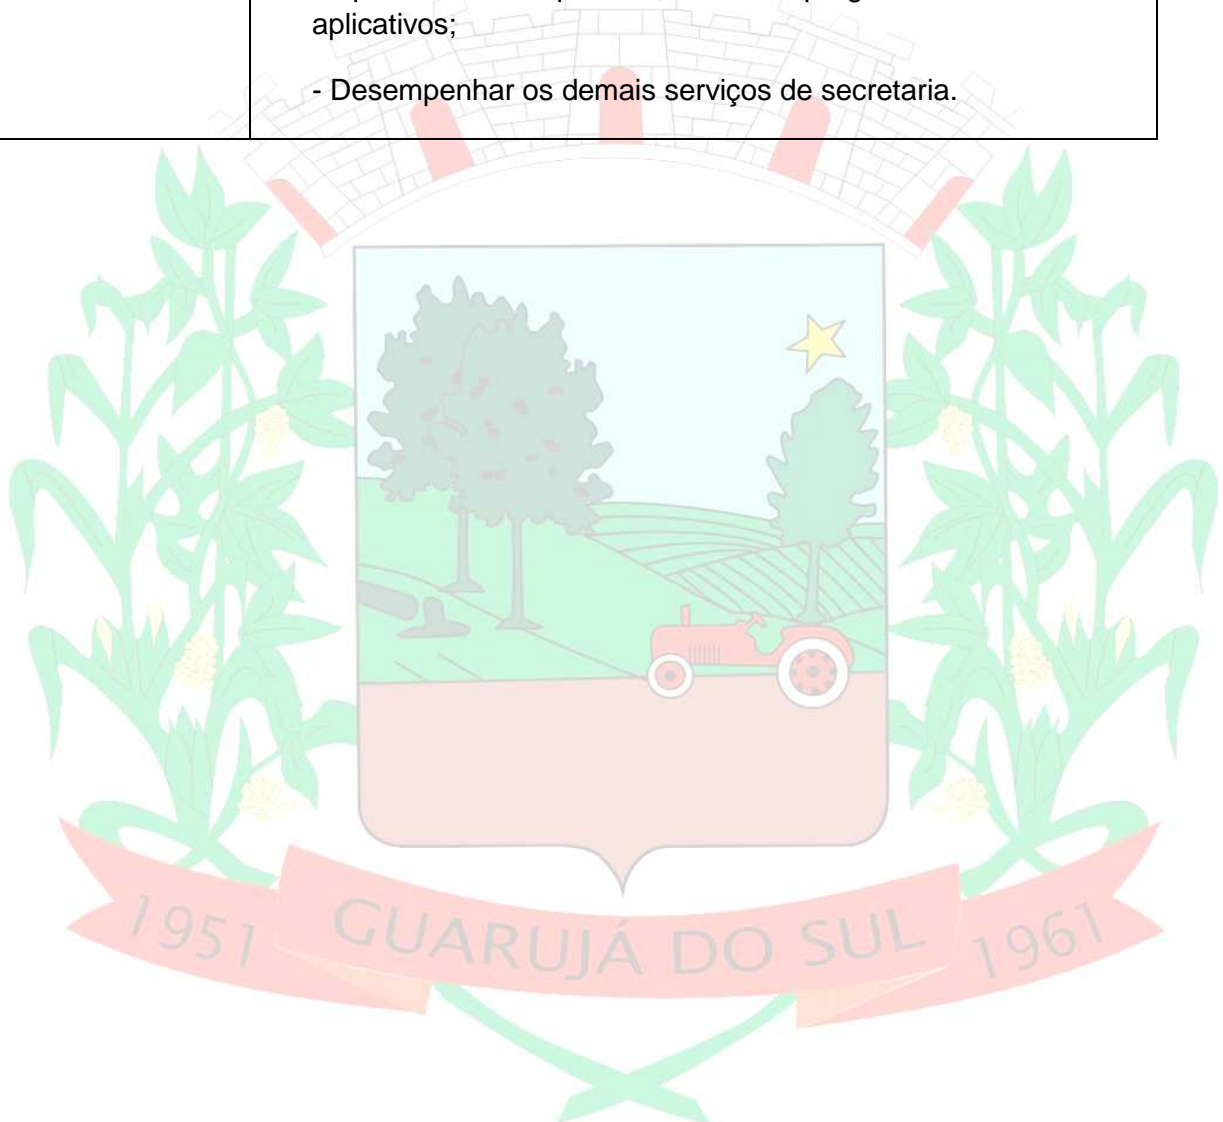 aplicativos;
- Desempenhar os demais serviços de secretaria.
1951 GUARUJÁ DO SUL 1961